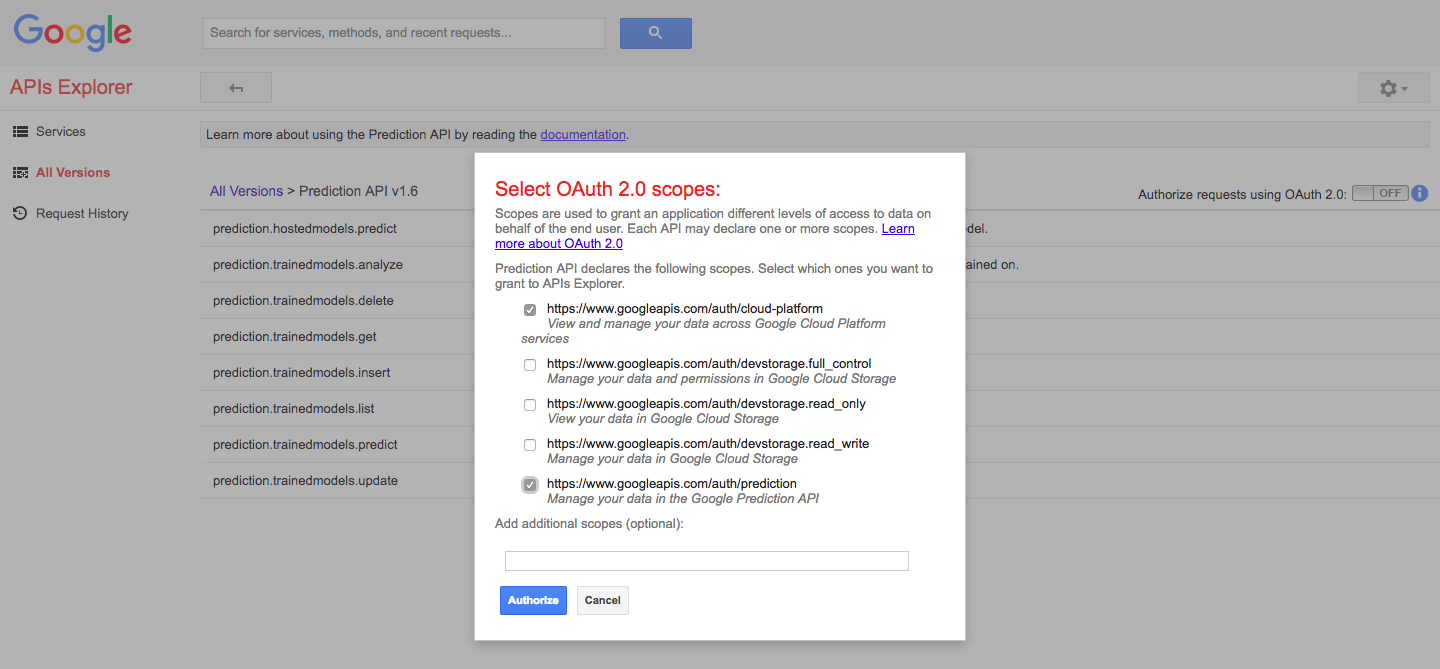 Google
Search for services, methods, and recent requests...
APIs Explorer
Services
All Versions
Request History
Learn more about using the Prediction API by reading the documentation.
All Versions > Prediction API v1.6
Authorize requests using OAuth 2.0: OFF i
prediction.hostedmodels.predict
del.
prediction.trainedmodels.analyze
ained on.
prediction.trainedmodels.delete
prediction.trainedmodels.get
prediction.trainedmodels.insert
prediction.trainedmodels.list
prediction.trainedmodels.predict
prediction.trainedmodels.update
Select OAuth 2.0 scopes:
Scopes are used to grant an application different levels of access to data on
behalf of the end user. Each API may declare one or more scopes. Learn
more about OAuth 2.0
Prediction API declares the following scopes. Select which ones you want to
grant to APIs Explorer.
https://www.googleapis.com/auth/cloud-platform
View and manage your data across Google Cloud Platform
services
https://www.googleapis.com/auth/devstorage.full_control
Manage your data and permissions in Google Cloud Storage
https://www.googleapis.com/auth/devstorage.read_only
View your data in Google Cloud Storage
https://www.googleapis.com/auth/devstorage.read_write
Manage your data in Google Cloud Storage
https://www.googleapis.com/auth/prediction
Manage your data in the Google Prediction API
Add additional scopes (optional):
Authorize
Cancel